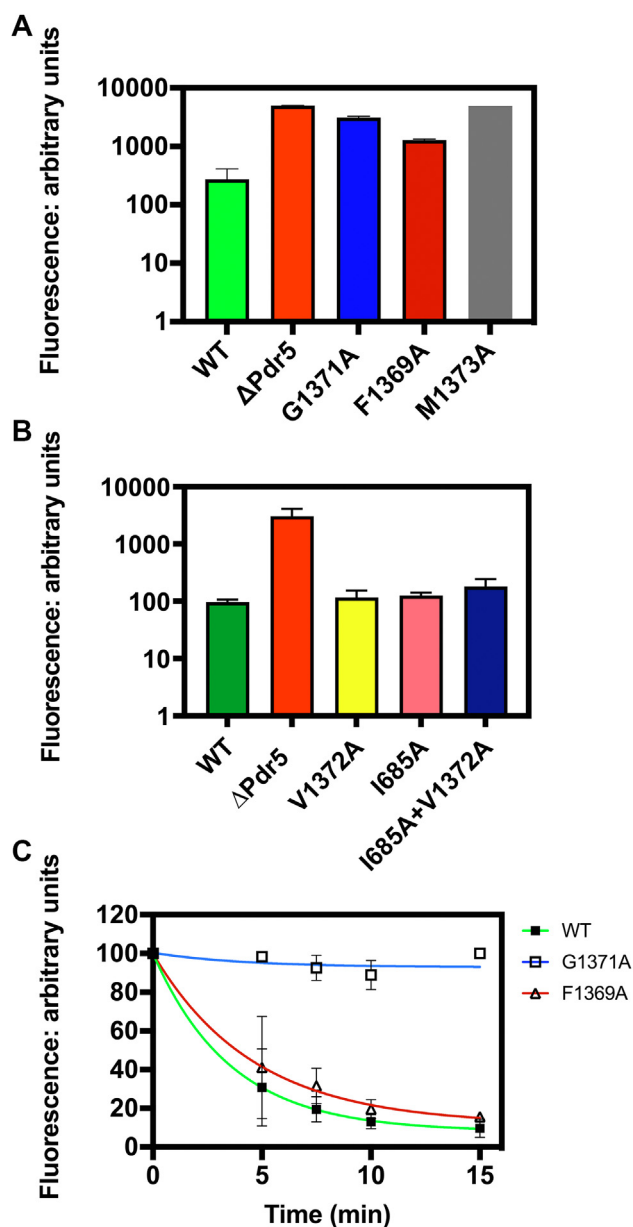 A
Fluorescence: arbitrary units
10000
1000
100
10
1
WT
ΔPdr5
G1371A
F1369A
M1373A
B
Fluorescence: arbitrary units
10000
1000
100
10
1
WT
ΔPdr5
V1372A
I685A
I685A+V1372A
C
Fluorescence: arbitrary units
120
100
80
60
40
20
0
0
5
10
15
Time (min)
WT
G1371A
F1369A